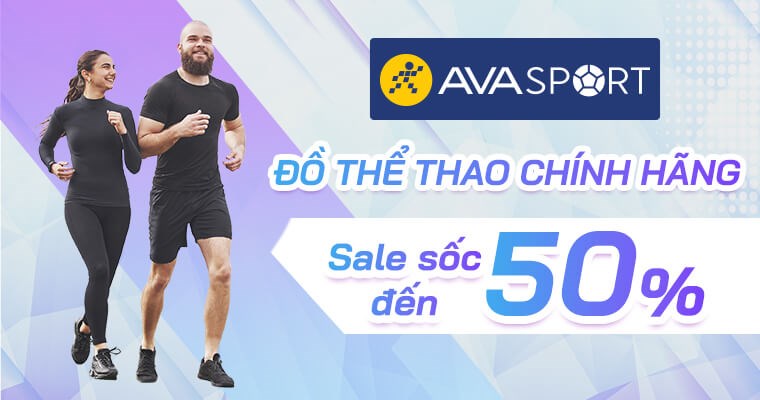 AVASPORT
ĐỒ THỂ THAO CHÍNH HÃNG
Sale sốc
đến 50%